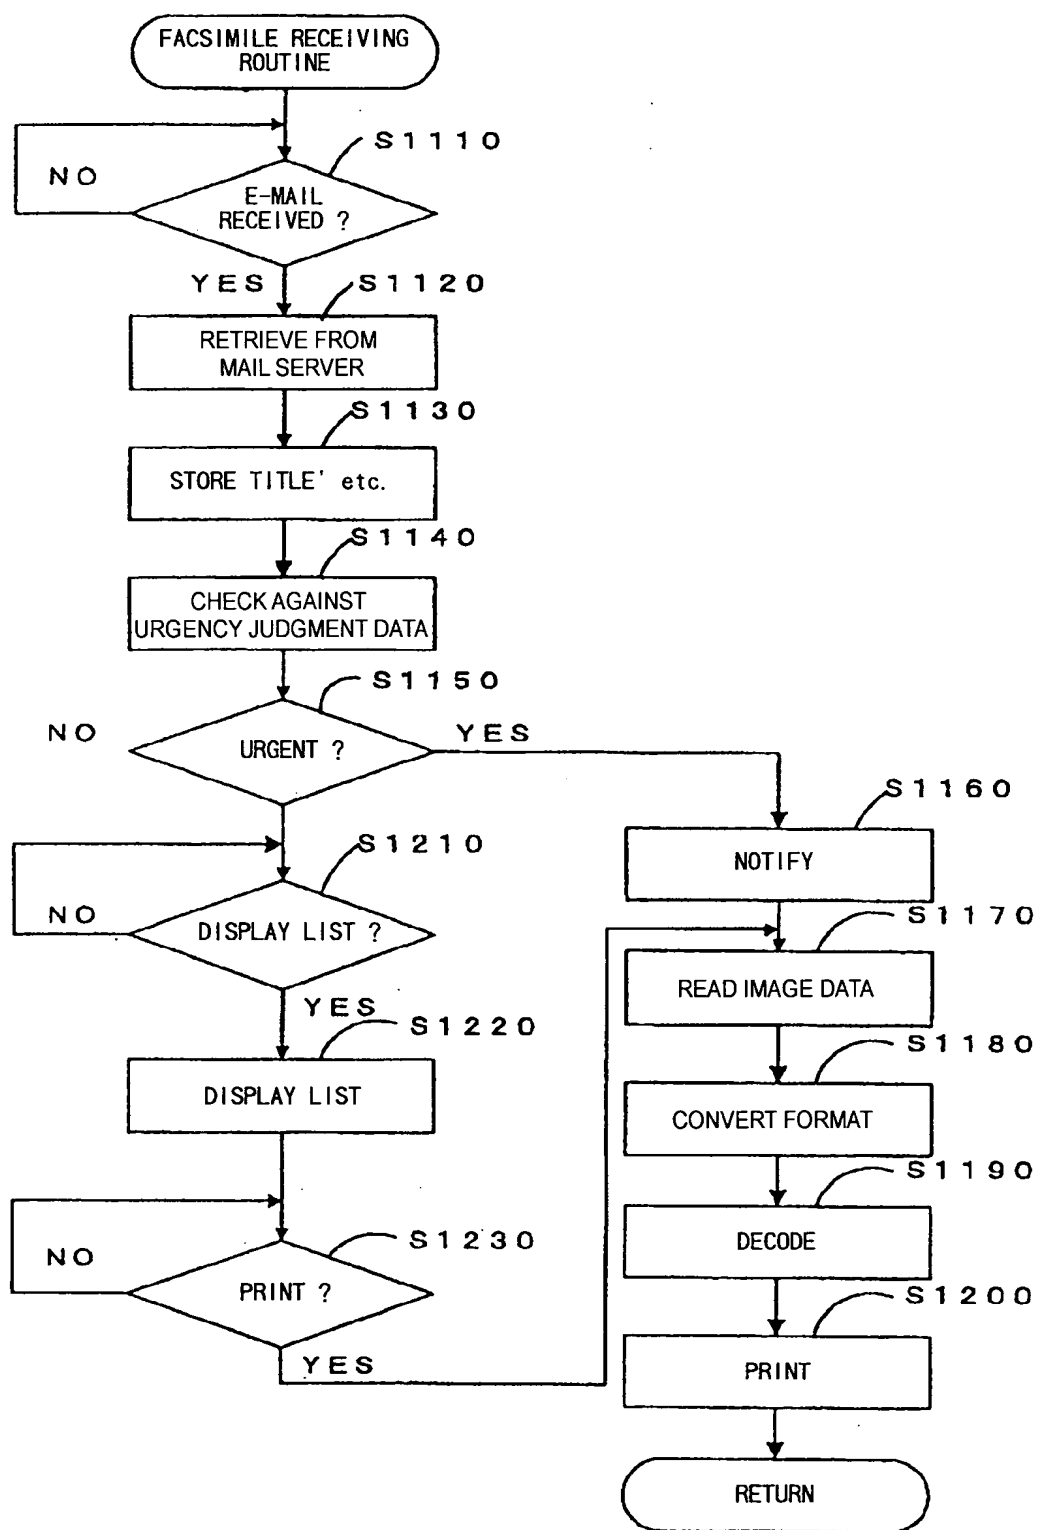 FACSIMILE RECEIVING
ROUTINE
S1110
NO
E-MAIL
RECEIVED ?
YES
S1120
RETRIEVE FROM
MAIL SERVER
S1130
STORE TITLE' etc.
S1140
CHECK AGAINST
URGENCY JUDGMENT DATA
S1150
NO
URGENT ?
YES
S1160
NOTIFY
S1210
NO
DISPLAY LIST ?
YES
S1170
READ IMAGE DATA
S1220
DISPLAY LIST
S1180
CONVERT FORMAT
S1190
DECODE
S1230
NO
PRINT ?
YES
S1200
PRINT
RETURN